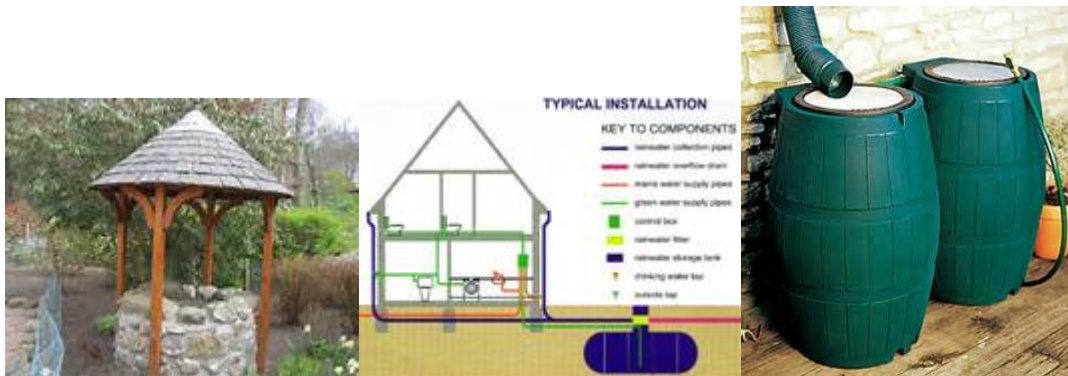 TYPICAL INSTALLATION
KEY TO COMPONENTS
rainwater collection pipes
rainwater overflow drain
mains water supply pipes
green water supply pipes
control box
rainwater filter
rainwater storage tank
drinking water tap
outside tap